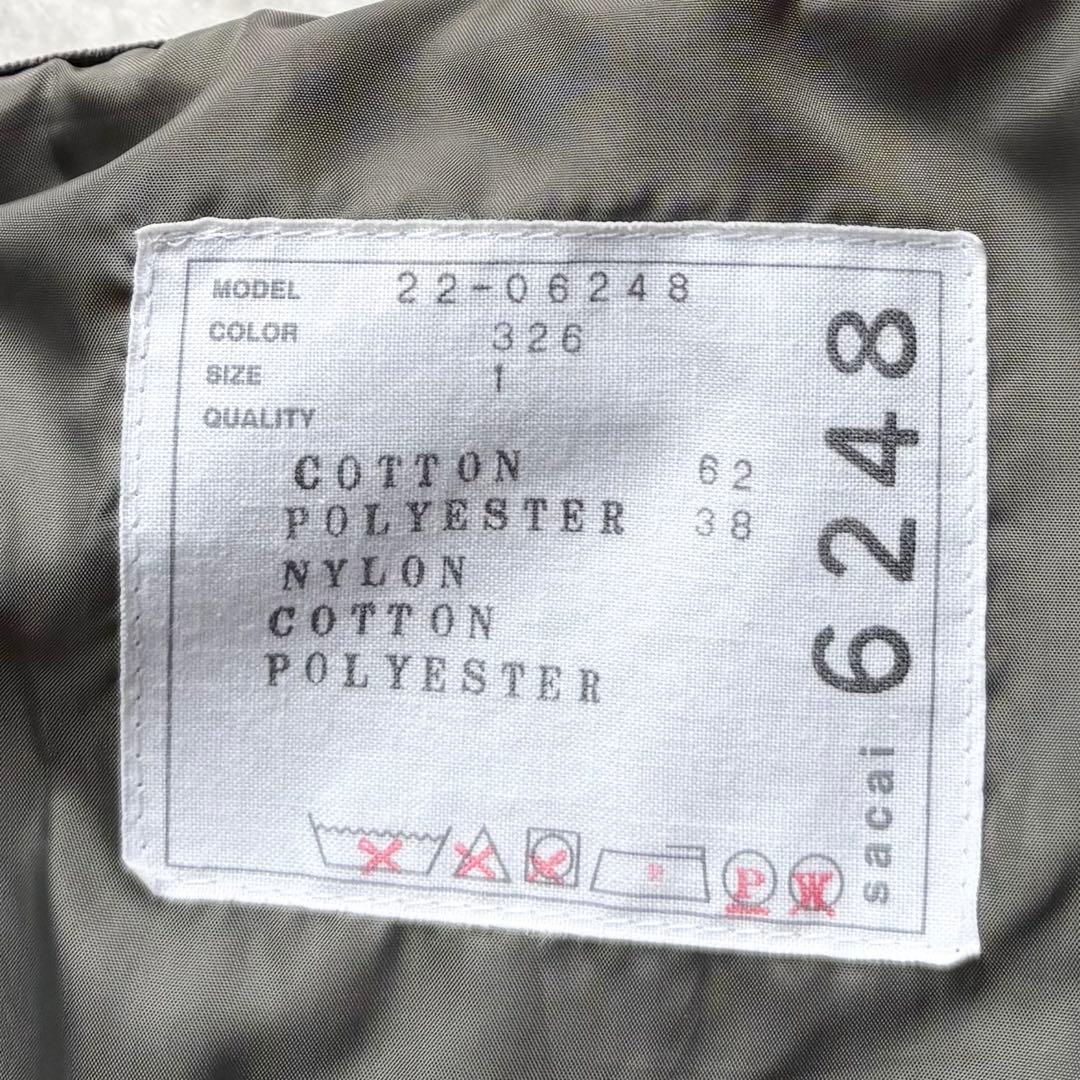 MODEL 22-06248
COLOR 326
SIZE 1
QUALITY
COTTON 62
POLYESTER 38
NYLON
COTTON
POLYESTER
P W
sacai 6248